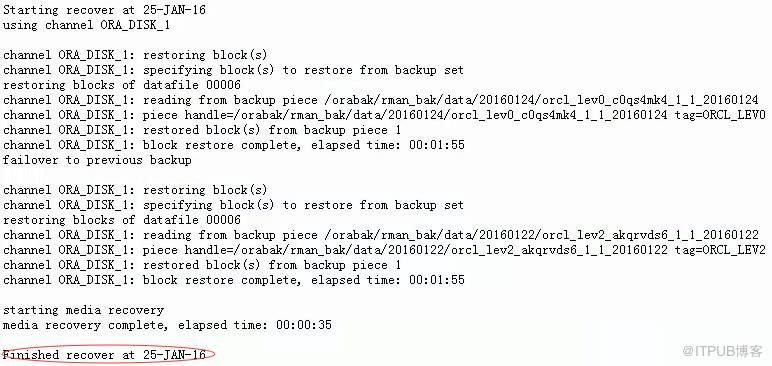 Starting recover at 25-JAN-16
using channel ORA_DISK_1
channel ORA_DISK_1: restoring block(s)
channel ORA_DISK_1: specifying block(s) to restore from backup set
restoring blocks of datafile 00006
channel ORA_DISK_1: reading from backup piece /orabak/rman_bak/data/20160124/orcl_lev0_c0qs4mk4_1_1_20160124
channel ORA_DISK_1: piece handle=/orabak/rman_bak/data/20160124/orcl_lev0_c0qs4mk4_1_1_20160124 tag=ORCL_LEV0
channel ORA_DISK_1: restored block(s) from backup piece 1
channel ORA_DISK_1: block restore complete, elapsed time: 00:01:55
failover to previous backup
channel ORA_DISK_1: restoring block(s)
channel ORA_DISK_1: specifying block(s) to restore from backup set
restoring blocks of datafile 00006
channel ORA_DISK_1: reading from backup piece /orabak/rman_bak/data/20160122/orcl_lev2_akqrvds6_1_1_20160122
channel ORA_DISK_1: piece handle=/orabak/rman_bak/data/20160122/orcl_lev2_akqrvds6_1_1_20160122 tag=ORCL_LEV2
channel ORA_DISK_1: restored block(s) from backup piece 1
channel ORA_DISK_1: block restore complete, elapsed time: 00:01:55
starting media recovery
media recovery complete, elapsed time: 00:00:35
Finished recover at 25-JAN-16
@ITPUB博客